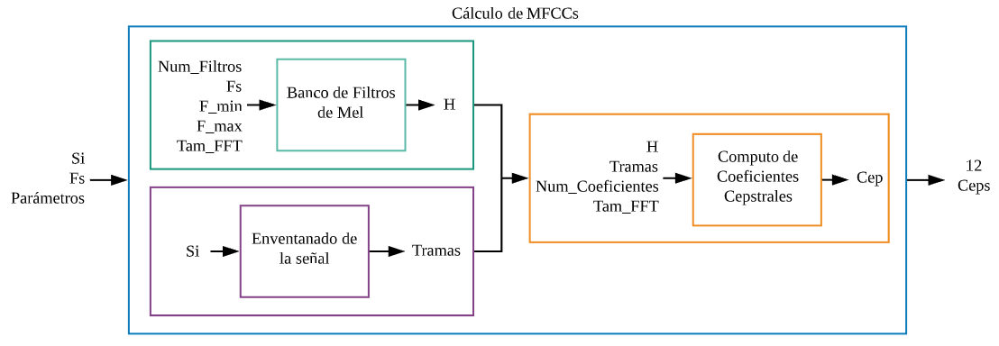 Cálculo de MFCCs
Si
Fs
Parámetros
Num_Filtros
Fs
F_min
F_max
Tam_FFT
Banco de Filtros
de Mel
H
Si
Enventanado de
la señal
Tramas
H
Tramas
Num_Coeficientes
Tam_FFT
Computo de
Coeficientes
Cepstrales
Cep
12
Ceps